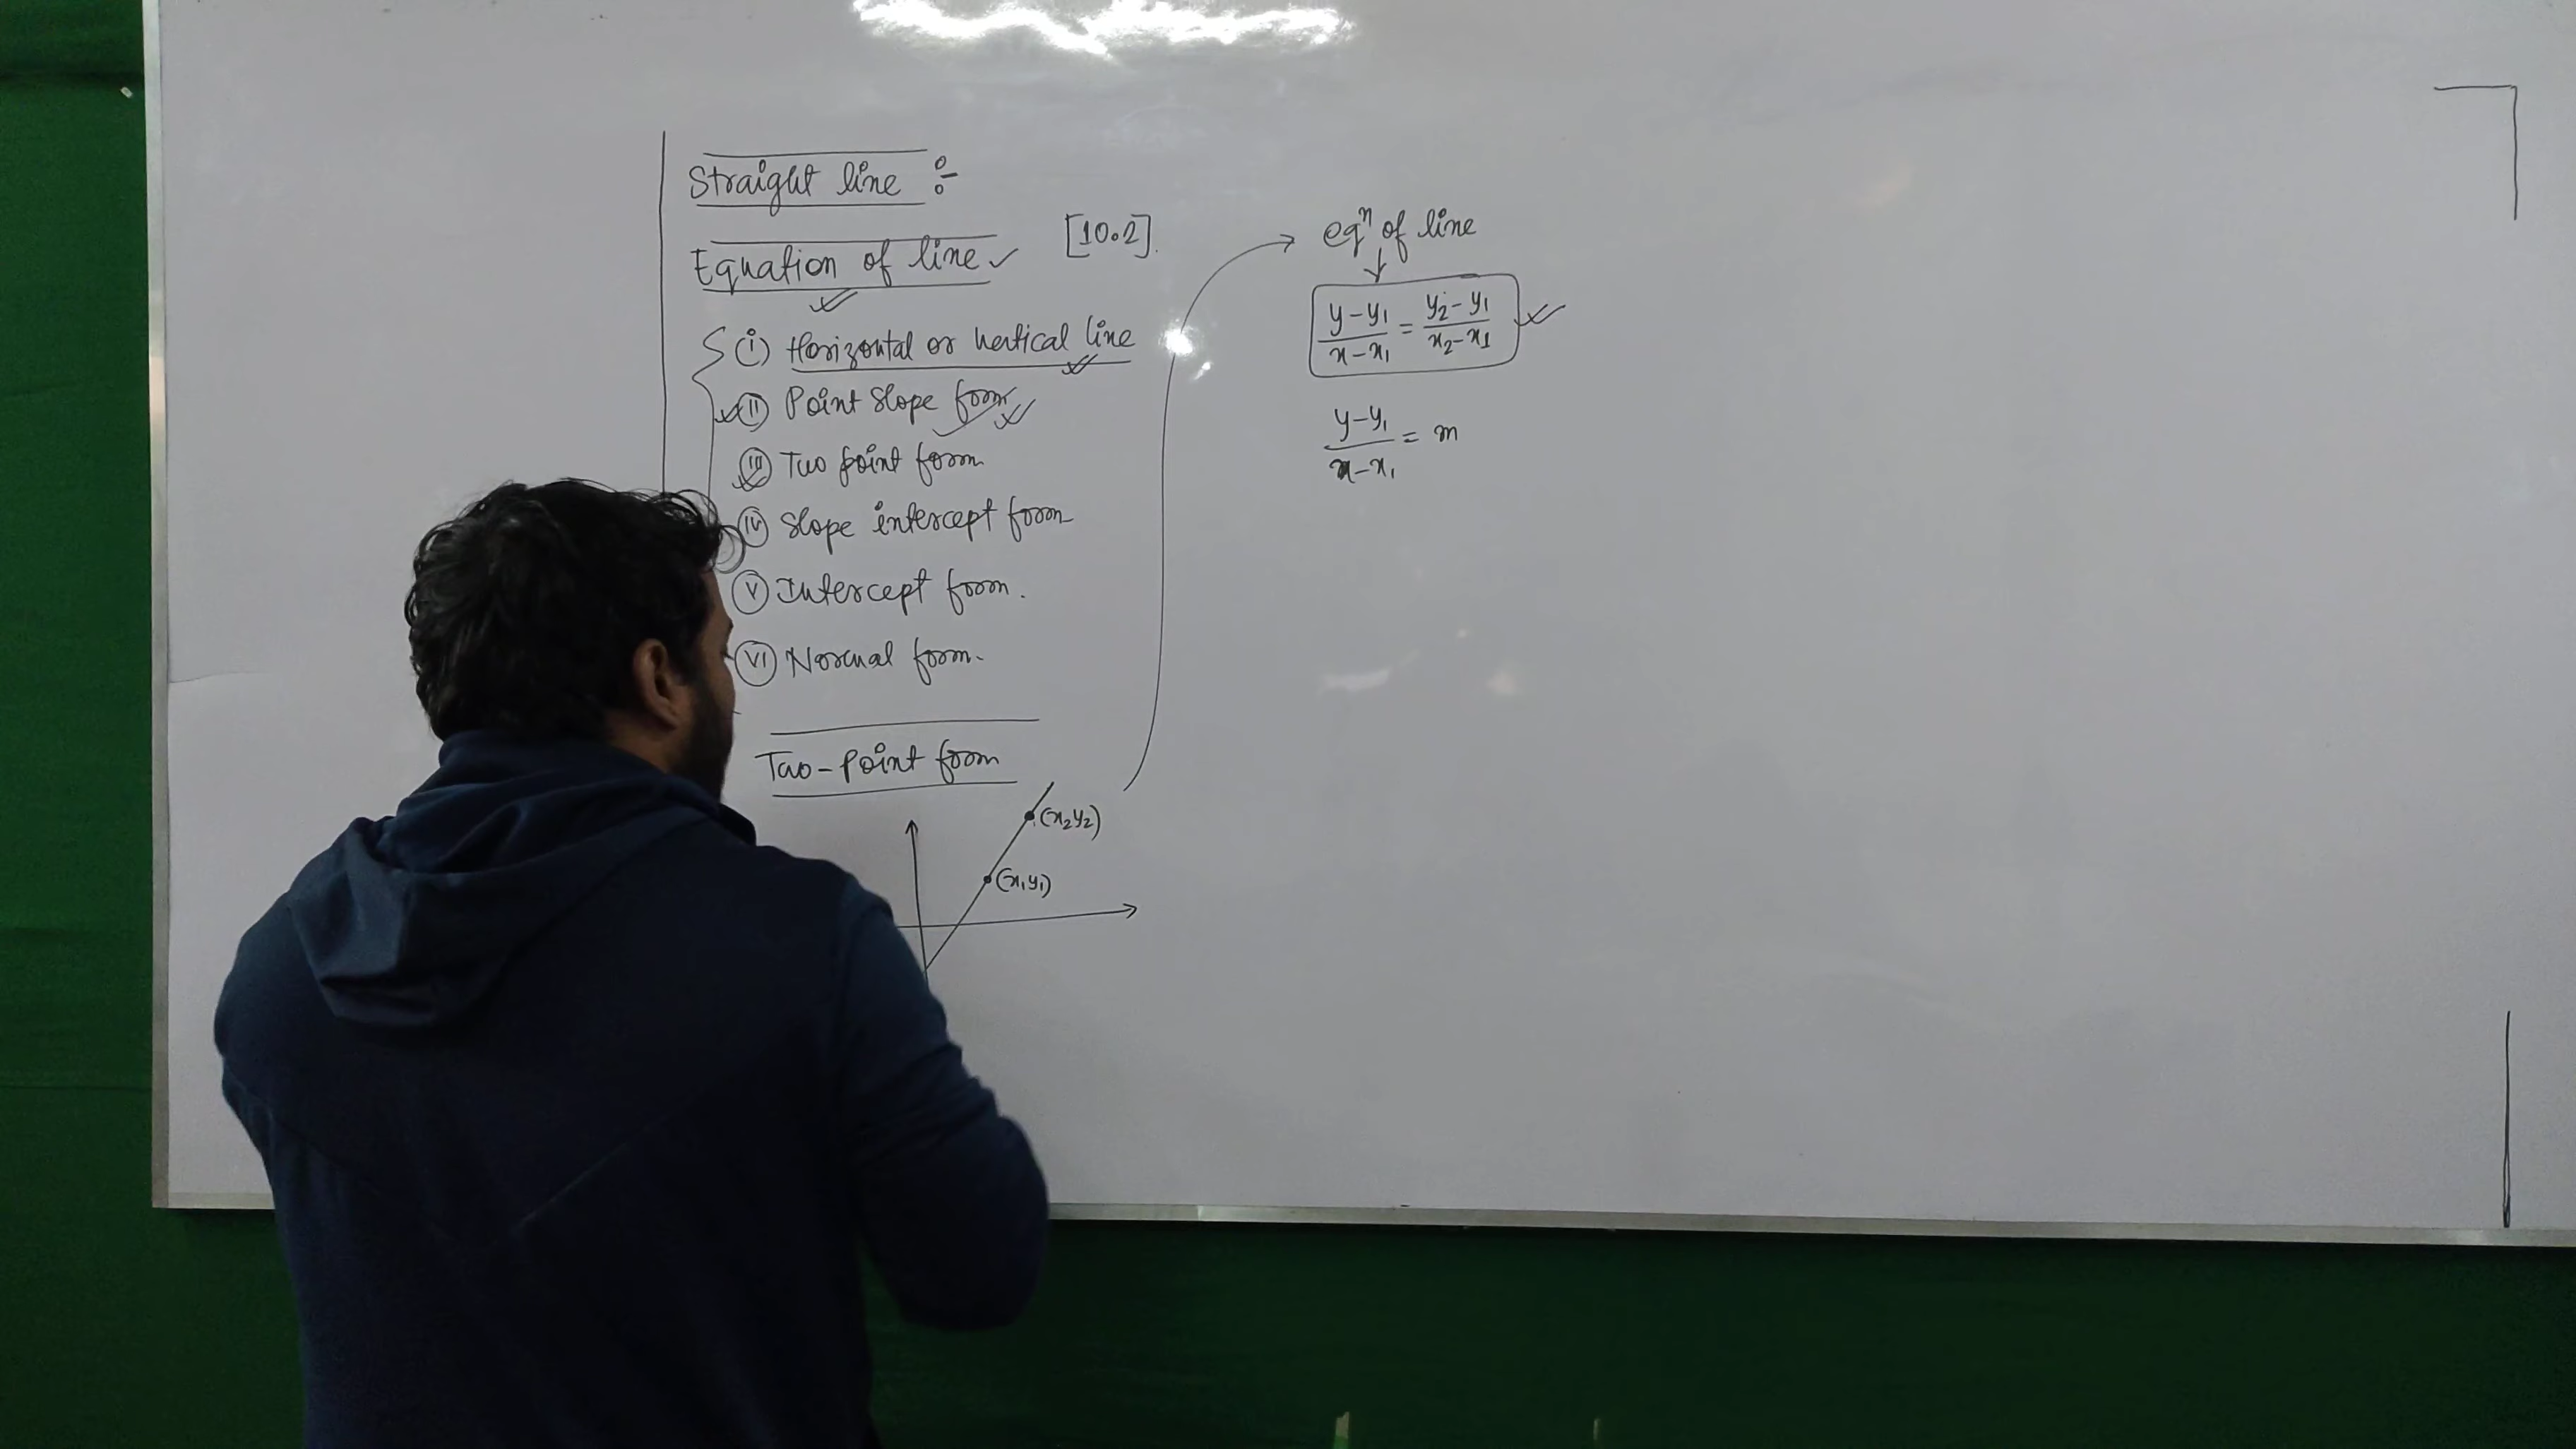 Straight line :-
Equation of line ✓ [10.2].
(i) Horizontal or vertical line
(ii) Point slope form
(iii) Two point form
(iv) Slope intercept form
(v) Intercept form.
(vi) Normal form.
Two-point form
(x₂y₂)
(x₁y₁)
eqⁿ of line
(y-y₁)/(x-x₁) = (y₂-y₁)/(x₂-x₁)
(y-y₁)/(x-x₁) = m